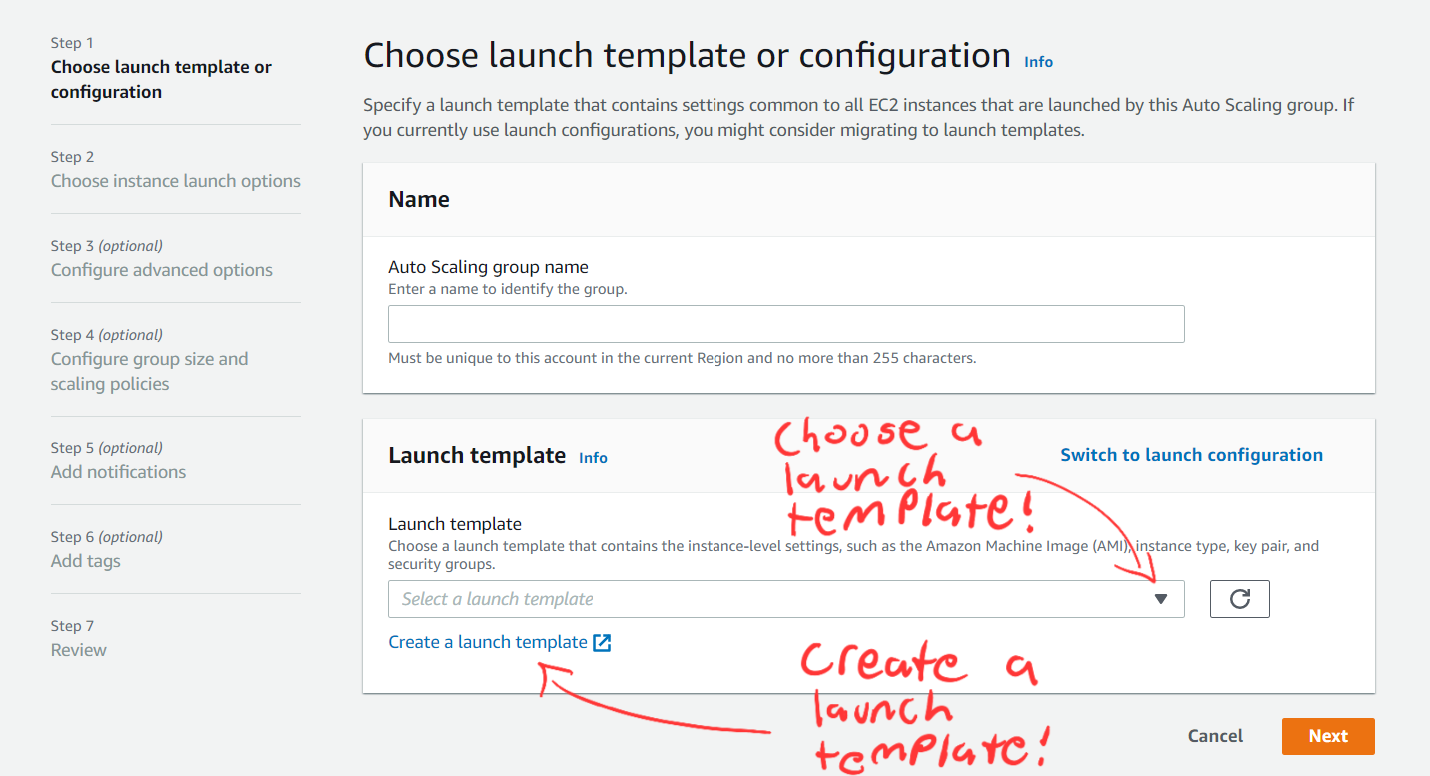 Step 1
Choose launch template or
configuration
Step 2
Choose instance launch options
Step 3 (optional)
Configure advanced options
Step 4 (optional)
Configure group size and
scaling policies
Step 5 (optional)
Add notifications
Step 6 (optional)
Add tags
Step 7
Review
Choose launch template or configuration Info
Specify a launch template that contains settings common to all EC2 instances that are launched by this Auto Scaling group. If
you currently use launch configurations, you might consider migrating to launch templates.
Name
Auto Scaling group name
Enter a name to identify the group.
Must be unique to this account in the current Region and no more than 255 characters.
Launch template Info
Switch to launch configuration
Choose a
launch
template!
Launch template
Choose a launch template that contains the instance-level settings, such as the Amazon Machine Image (AMI), instance type, key pair, and
security groups.
Select a launch template
Create a launch template
Create a
launch
template!
Cancel
Next